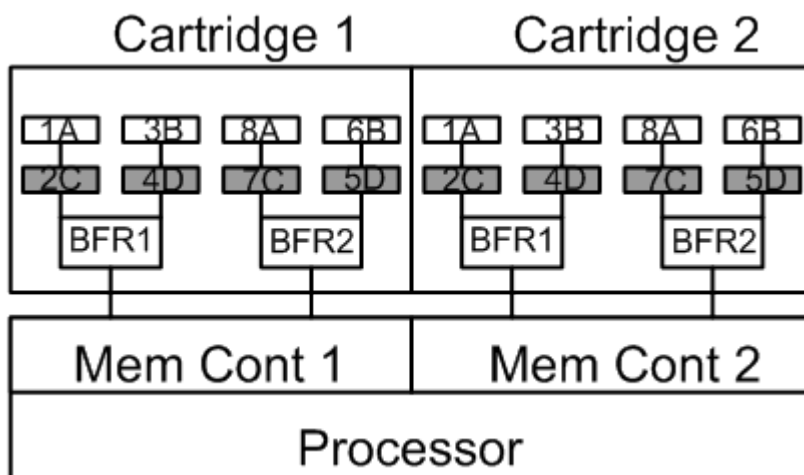 Cartridge 1 Cartridge 2
1A 3B 8A 6B 1A 3B 8A 6B
2C 4D 7C 5D 2C 4D 7C 5D
BFR1 BFR2 BFR1 BFR2
Mem Cont 1 Mem Cont 2
Processor